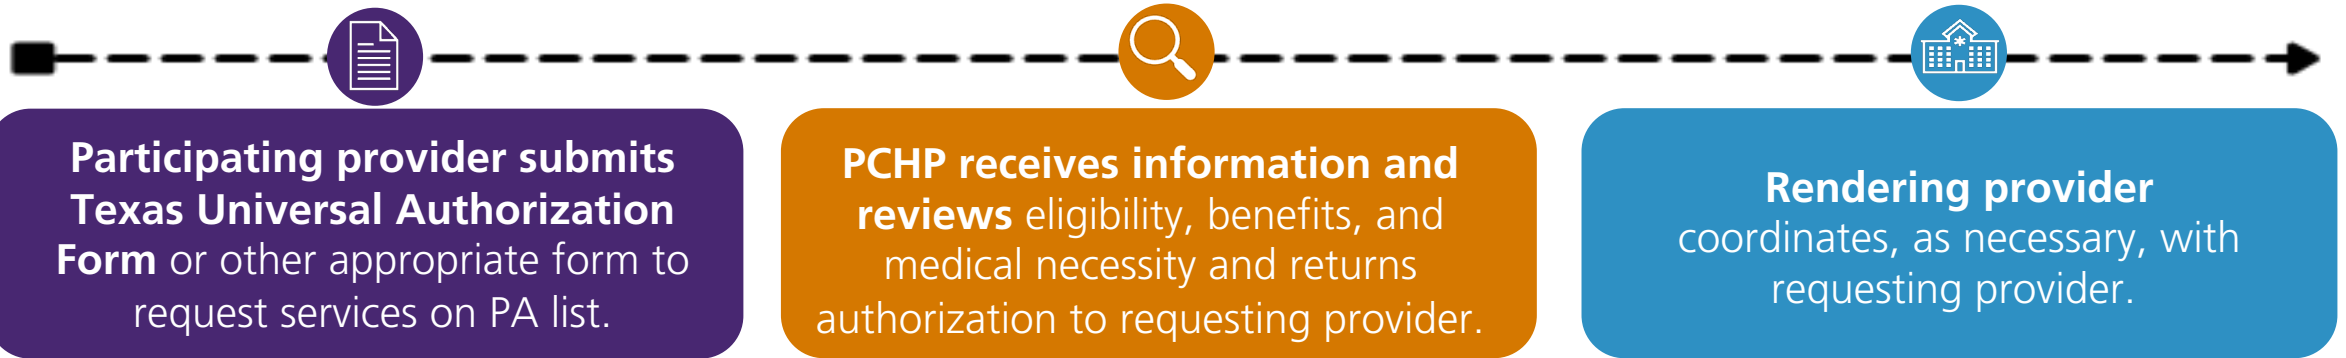 Participating provider submits
Texas Universal Authorization
Form or other appropriate form to
request services on PA list.
PCHP receives information and
reviews eligibility, benefits, and
medical necessity and returns
authorization to requesting provider.
Rendering provider
coordinates, as necessary, with
requesting provider.